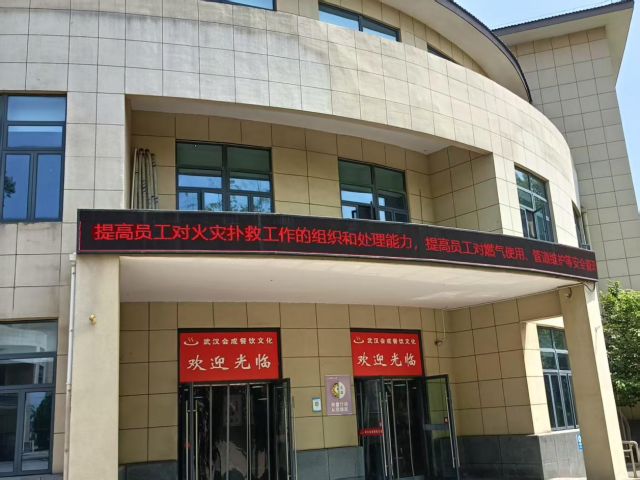 提高员工对火灾扑救工作的组织和处理能力，提高员工对燃气使用、管道维护等安全
武汉会成餐饮文化
欢迎光临
武汉会成餐饮文化
欢迎光临